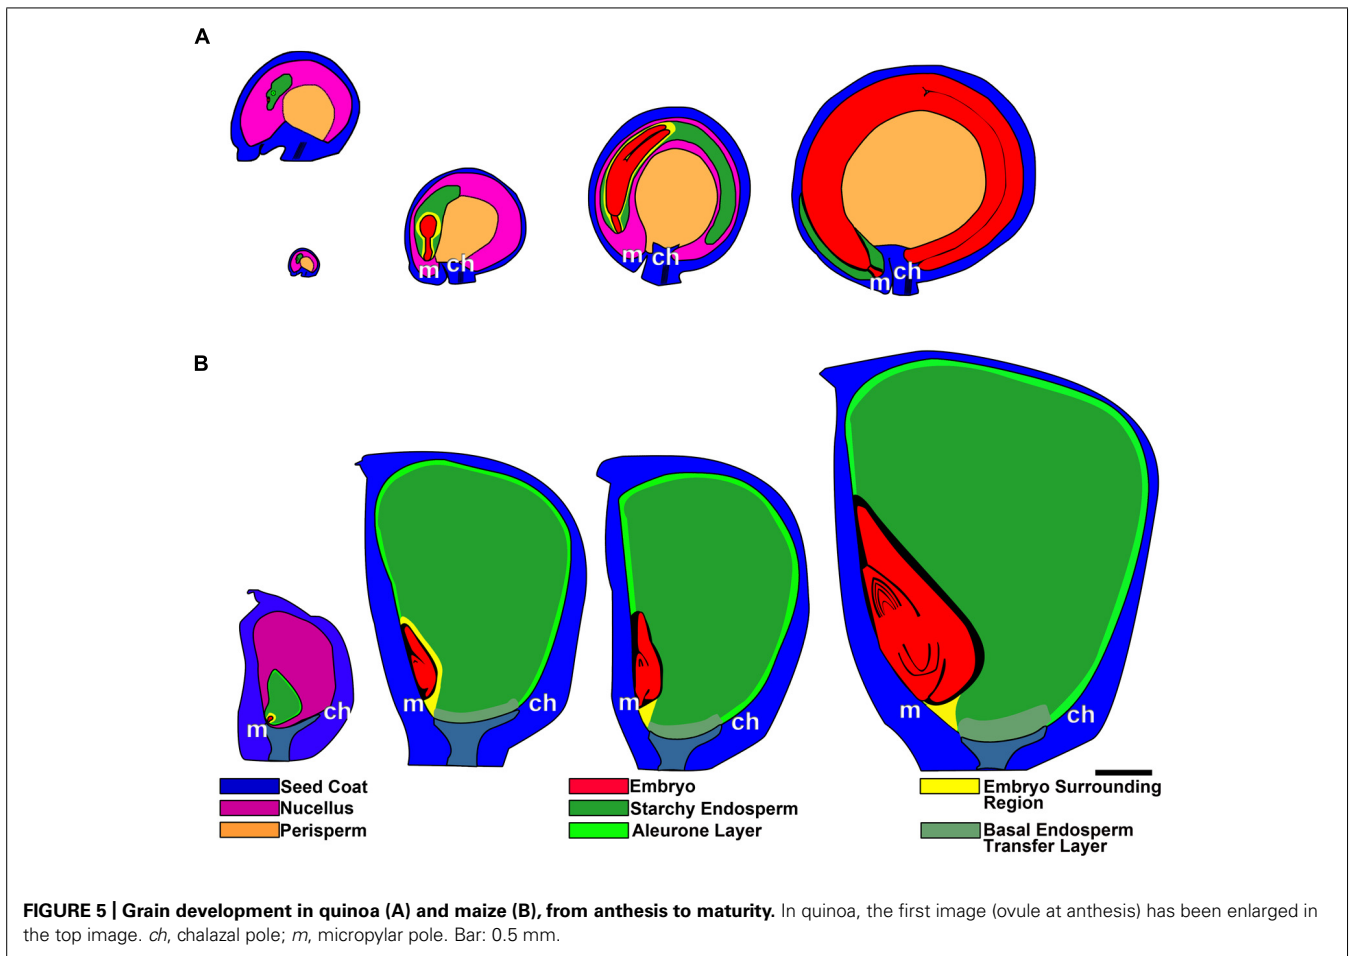 A
m ch
m ch
m ch
B
m ch
m ch
m ch
m ch
Seed Coat
Nucellus
Perisperm
Embryo
Starchy Endosperm
Aleurone Layer
Embryo Surrounding
Region
Basal Endosperm
Transfer Layer
FIGURE 5 | Grain development in quinoa (A) and maize (B), from anthesis to maturity. In quinoa, the first image (ovule at anthesis) has been enlarged in
the top image. ch, chalazal pole; m, micropylar pole. Bar: 0.5 mm.